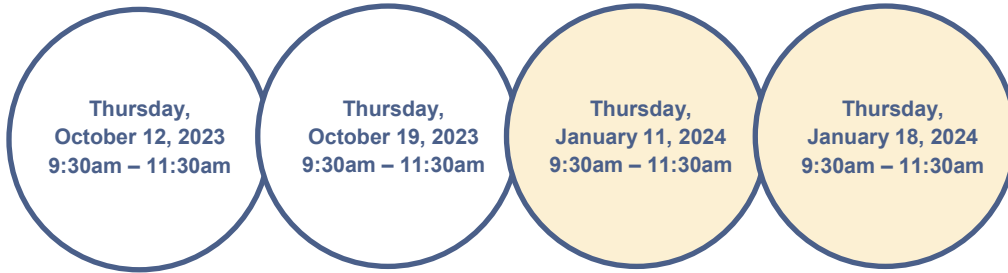 Thursday,
October 12, 2023
9:30am – 11:30am
Thursday,
October 19, 2023
9:30am – 11:30am
Thursday,
January 11, 2024
9:30am – 11:30am
Thursday,
January 18, 2024
9:30am – 11:30am